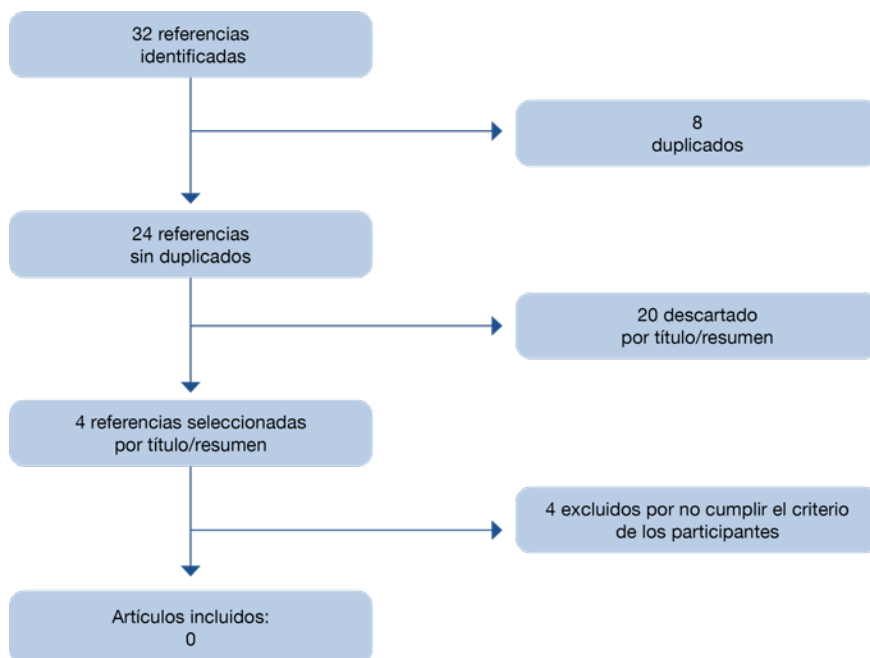 32 referencias
identificadas
8
duplicados
24 referencias
sin duplicados
20 descartado
por título/resumen
4 referencias seleccionadas
por título/resumen
4 excluidos por no cumplir el criterio
de los participantes
Artículos incluidos:
0